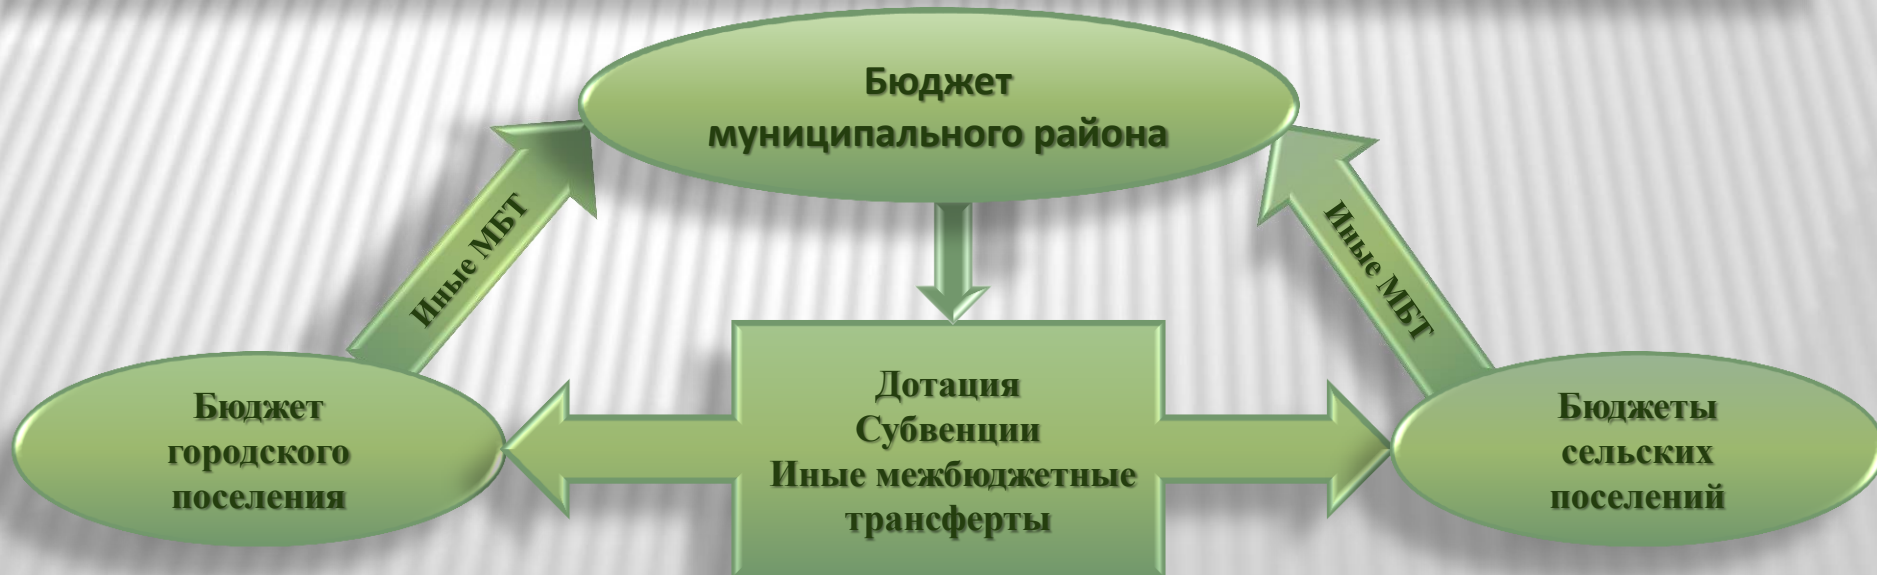 Бюджет
муниципального района
Иные МБТ
Иные МБТ
Бюджет
городского
поселения
Дотация
Субвенции
Иные межбюджетные
трансферты
Бюджеты
сельских
поселений